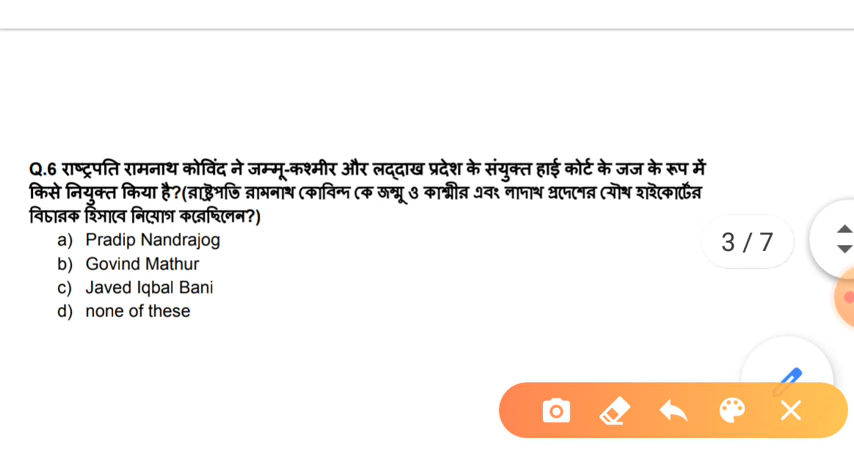 Q.6 राष्ट्रपति रामनाथ कोविंद ने जम्मू-कश्मीर और लद्दाख प्रदेश के संयुक्त हाई कोर्ट के जज के रूप में
किसे नियुक्त किया है?(রাষ্ট্রপতি রামনাথ কোবিন্দ কে জম্মু ও কাশ্মীর এবং লাদাখ প্রদেশের যৌথ হাইকোর্টের
বিচারক হিসাবে নিয়োগ করেছিলেন?)
a) Pradip Nandrajog
b) Govind Mathur
3 / 7
c) Javed Iqbal Bani
d) none of these